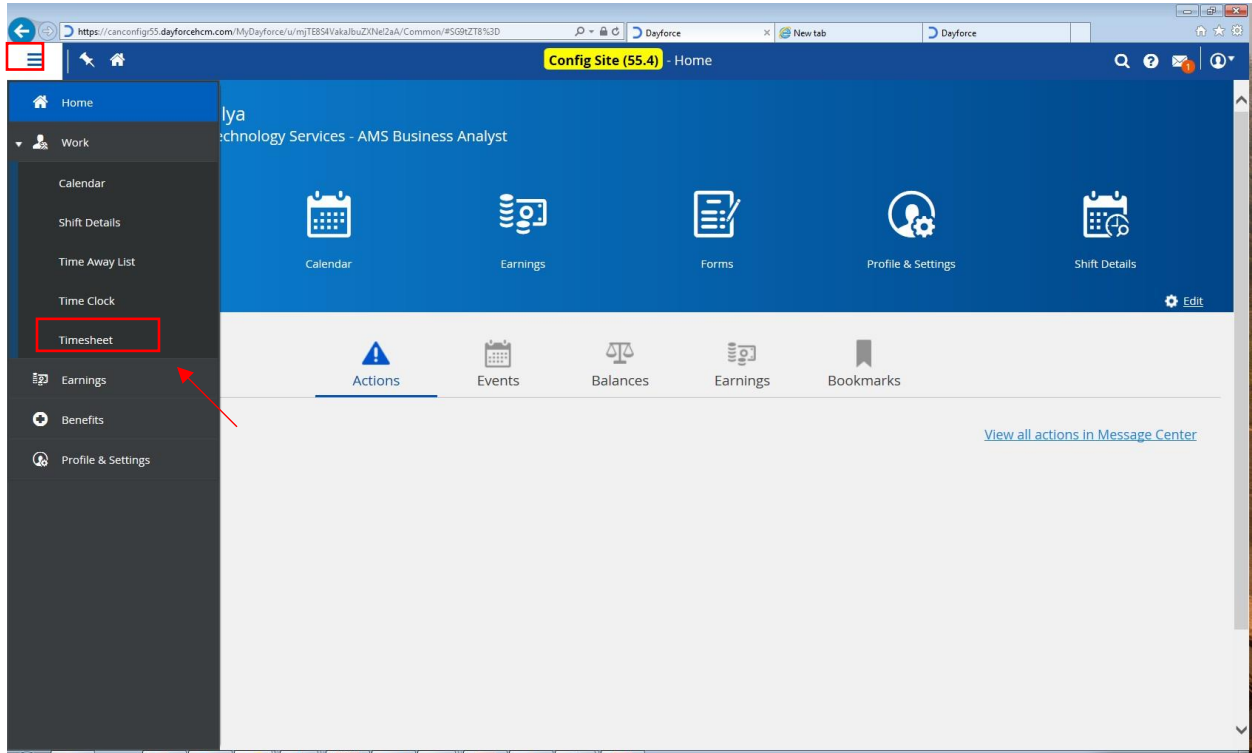 https://canconfigr55.dayforcehcm.com/MyDayforce/u/mjTE8S4VakaJbuZXNel2aA/Common/#SG9tZT8%3D
Dayforce
New tab
Dayforce
Config Site (55.4) - Home
1
Home
Work
Calendar
Shift Details
Time Away List
Time Clock
Timesheet
Earnings
Benefits
Profile & Settings
lya
chnology Services - AMS Business Analyst
Calendar
Earnings
Forms
Profile & Settings
Shift Details
Edit
Actions
Events
Balances
Earnings
Bookmarks
View all actions in Message Center